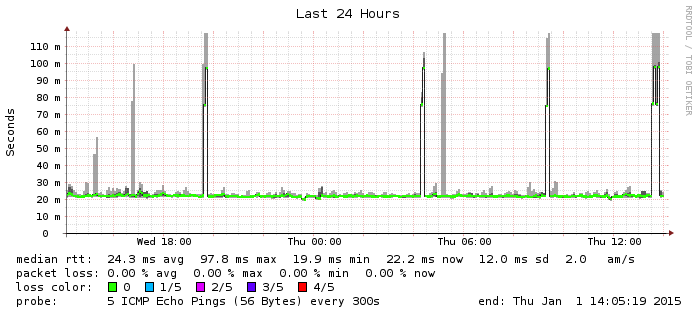 Last 24 Hours
RRDTOOL / TOBI OETIKER
Seconds
110 m
100 m
90 m
80 m
70 m
60 m
50 m
40 m
30 m
20 m
10 m
0
Wed 18:00 Thu 00:00 Thu 06:00 Thu 12:00
median rtt: 24.3 ms avg 97.8 ms max 19.9 ms min 22.2 ms now 12.0 ms sd 2.0 am/s
packet loss: 0.00 % avg 0.00 % max 0.00 % min 0.00 % now
loss color: 0 1/5 2/5 3/5 4/5
probe: 5 ICMP Echo Pings (56 Bytes) every 300s end: Thu Jan 1 14:05:19 2015